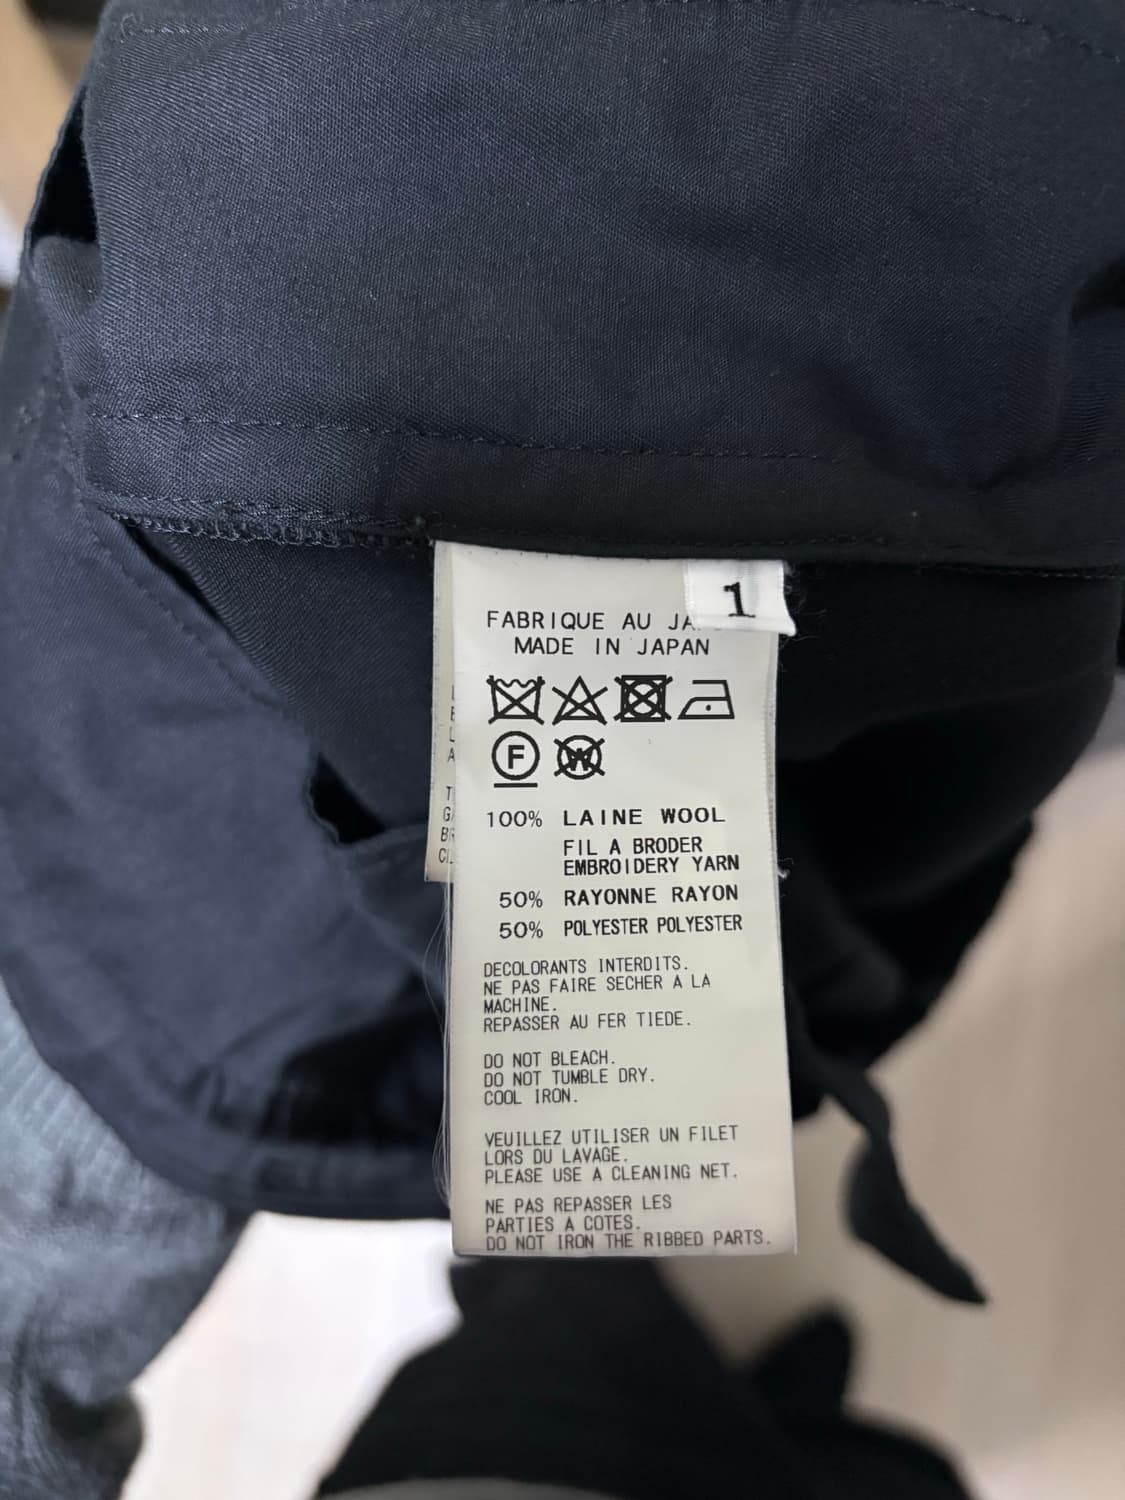 1
FABRIQUE AU
MADE IN JAPAN
F
W
100% LAINE WOOL
FIL A BRODER
EMBROIDERY YARN
50% RAYONNE RAYON
50% POLYESTER POLYESTER
DECOLORANTS INTERDITS.
NE PAS FAIRE SECHER A LA
MACHINE.
REPASSER AU FER TIEDE.
DO NOT BLEACH.
DO NOT TUMBLE DRY.
COOL IRON.
VEUILLEZ UTILISER UN FILET
LORS DU LAVAGE.
PLEASE USE A CLEANING NET.
NE PAS REPASSER LES
PARTIES A COTES.
DO NOT IRON THE RIBBED PARTS.